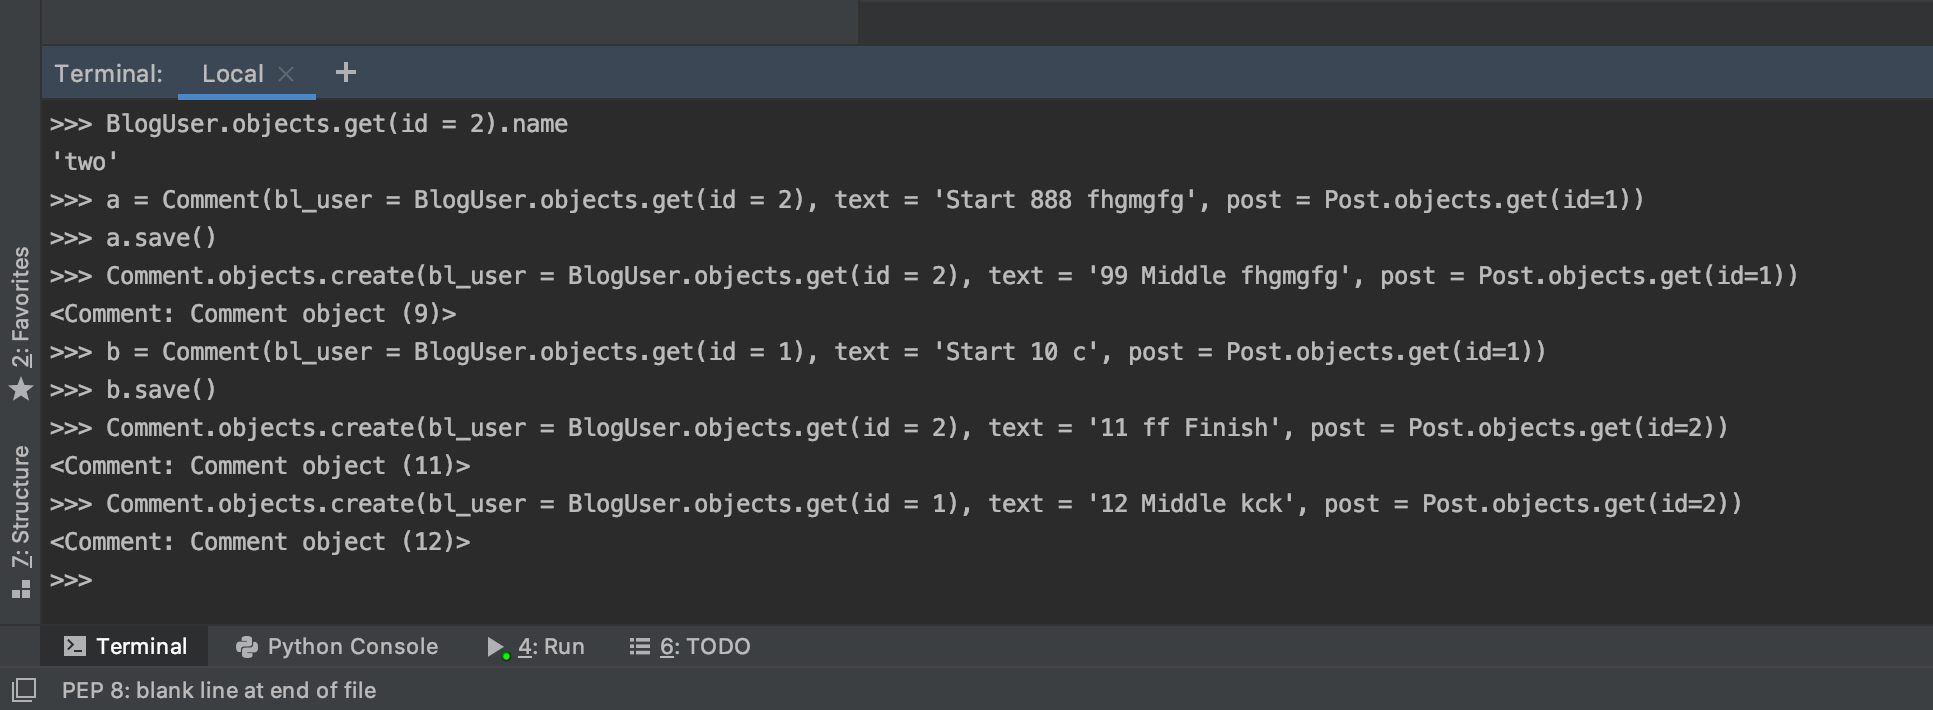 Terminal: Local × +
>>> BlogUser.objects.get(id = 2).name
'two'
>>> a = Comment(bl_user = BlogUser.objects.get(id = 2), text = 'Start 888 fhgmgfg', post = Post.objects.get(id=1))
>>> a.save()
>>> Comment.objects.create(bl_user = BlogUser.objects.get(id = 2), text = '99 Middle fhgmgfg', post = Post.objects.get(id=1))
<Comment: Comment object (9)>
>>> b = Comment(bl_user = BlogUser.objects.get(id = 1), text = 'Start 10 c', post = Post.objects.get(id=1))
>>> b.save()
>>> Comment.objects.create(bl_user = BlogUser.objects.get(id = 2), text = '11 ff Finish', post = Post.objects.get(id=2))
<Comment: Comment object (11)>
>>> Comment.objects.create(bl_user = BlogUser.objects.get(id = 1), text = '12 Middle kck', post = Post.objects.get(id=2))
<Comment: Comment object (12)>
>>>
2: Favorites
7: Structure
Terminal Python Console 4: Run 6: TODO
PEP 8: blank line at end of file